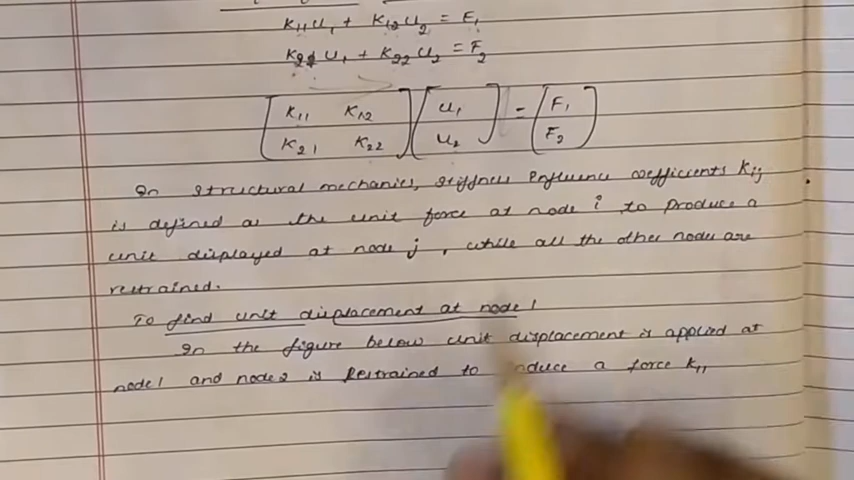 K11 U1 + K12 U2 = F1
K21 U1 + K22 U2 = F2
[K11 K12] [U1] = [F1]
[K21 K22] [U2] [F2]
In structural mechanics, stiffness influence coefficients Kij
is defined as the unit force at node i to produce a
unit displayed at node j, while all the other node are
restrained.
To find unit displacement at node 1
In the figure below unit displacement is applied at
node 1 and node 2 is Restrained to a force K11